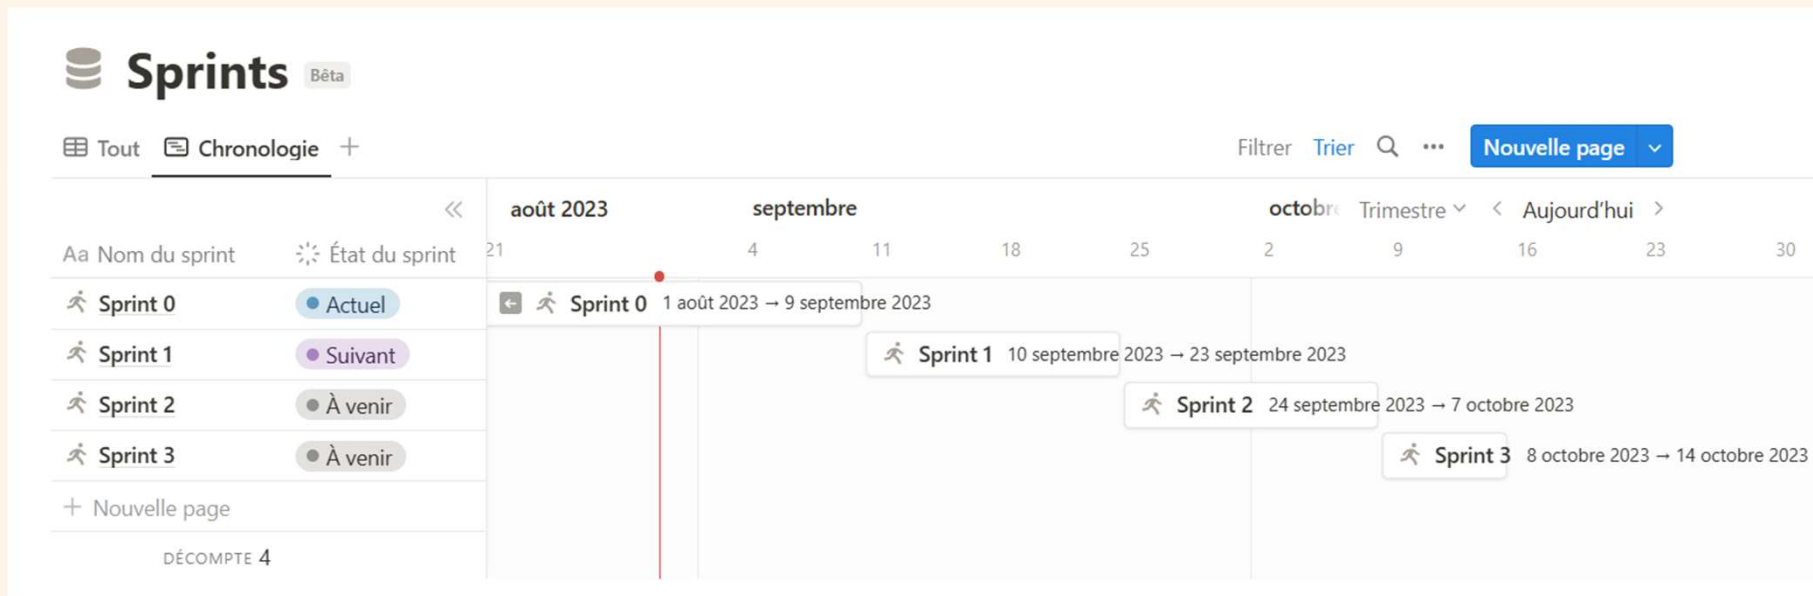 Sprints Bêta
Tout Chronologie Filtrer Trier Nouvelle page
août 2023 septembre Trimestre Aujourd'hui
Aa Nom du sprint État du sprint 21 4 11 18 25 2 9 16 23 30
Sprint 0 Actuel Sprint 0 1 août 2023 → 9 septembre 2023
Sprint 1 Suivant Sprint 1 10 septembre 2023 → 23 septembre 2023
Sprint 2 À venir Sprint 2 24 septembre 2023 → 7 octobre 2023
Sprint 3 À venir Sprint 3 8 octobre 2023 → 14 octobre 2023
+ Nouvelle page
DÉCOMPTE 4